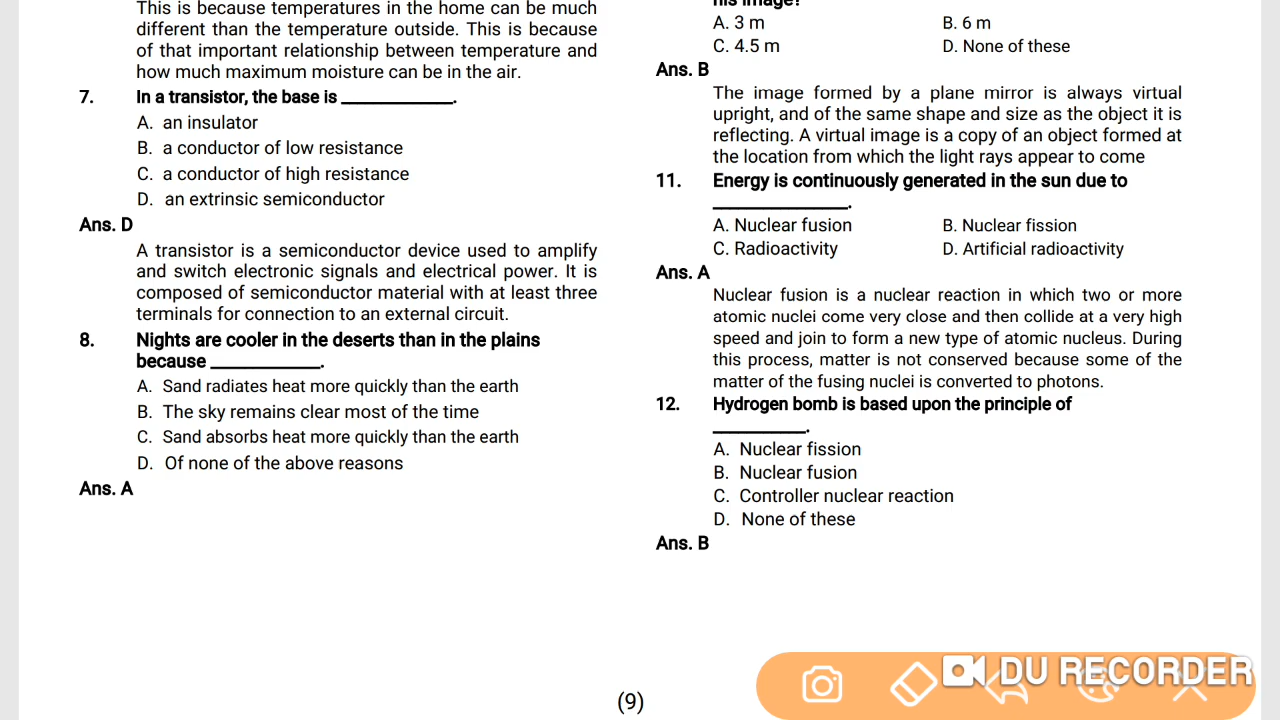 This is because temperatures in the home can be much
different than the temperature outside. This is because
of that important relationship between temperature and
how much maximum moisture can be in the air.
7. In a transistor, the base is ____________.
A. an insulator
B. a conductor of low resistance
C. a conductor of high resistance
D. an extrinsic semiconductor
Ans. D
A transistor is a semiconductor device used to amplify
and switch electronic signals and electrical power. It is
composed of semiconductor material with at least three
terminals for connection to an external circuit.
8. Nights are cooler in the deserts than in the plains
because ____________.
A. Sand radiates heat more quickly than the earth
B. The sky remains clear most of the time
C. Sand absorbs heat more quickly than the earth
D. Of none of the above reasons
Ans. A
his image?
A. 3 m B. 6 m
C. 4.5 m D. None of these
Ans. B
The image formed by a plane mirror is always virtual
upright, and of the same shape and size as the object it is
reflecting. A virtual image is a copy of an object formed at
the location from which the light rays appear to come
11. Energy is continuously generated in the sun due to
______________.
A. Nuclear fusion B. Nuclear fission
C. Radioactivity D. Artificial radioactivity
Ans. A
Nuclear fusion is a nuclear reaction in which two or more
atomic nuclei come very close and then collide at a very high
speed and join to form a new type of atomic nucleus. During
this process, matter is not conserved because some of the
matter of the fusing nuclei is converted to photons.
12. Hydrogen bomb is based upon the principle of
__________.
A. Nuclear fission
B. Nuclear fusion
C. Controller nuclear reaction
D. None of these
Ans. B
(9)
DU RECORDER